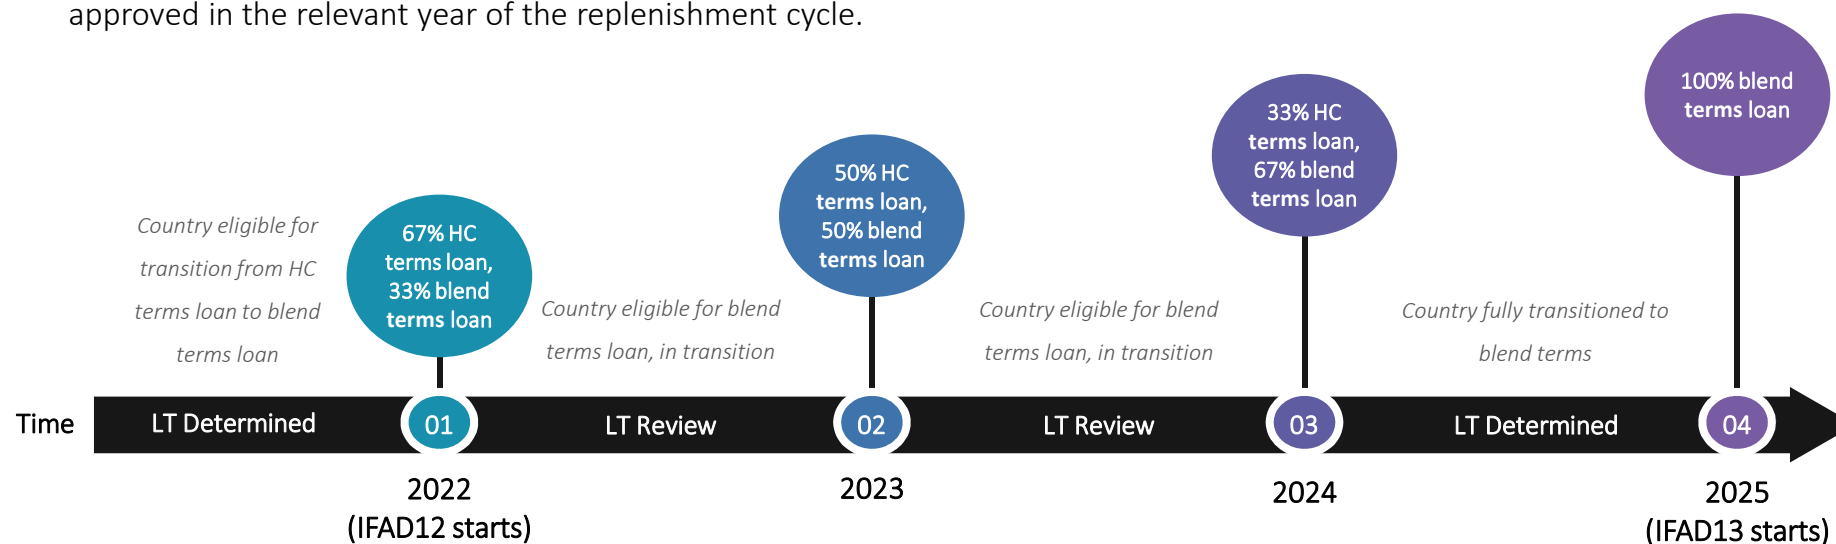 approved in the relevant year of the replenishment cycle.
Country eligible for
transition from HC
terms loan to blend
terms loan
67% HC
terms loan,
33% blend
terms loan
Country eligible for blend
terms loan, in transition
50% HC
terms loan,
50% blend
terms loan
Country eligible for blend
terms loan, in transition
33% HC
terms loan,
67% blend
terms loan
Country fully transitioned to
blend terms
100% blend
terms loan
Time
LT Determined
01
LT Review
02
LT Review
03
LT Determined
04
2022
(IFAD12 starts)
2023
2024
2025
(IFAD13 starts)